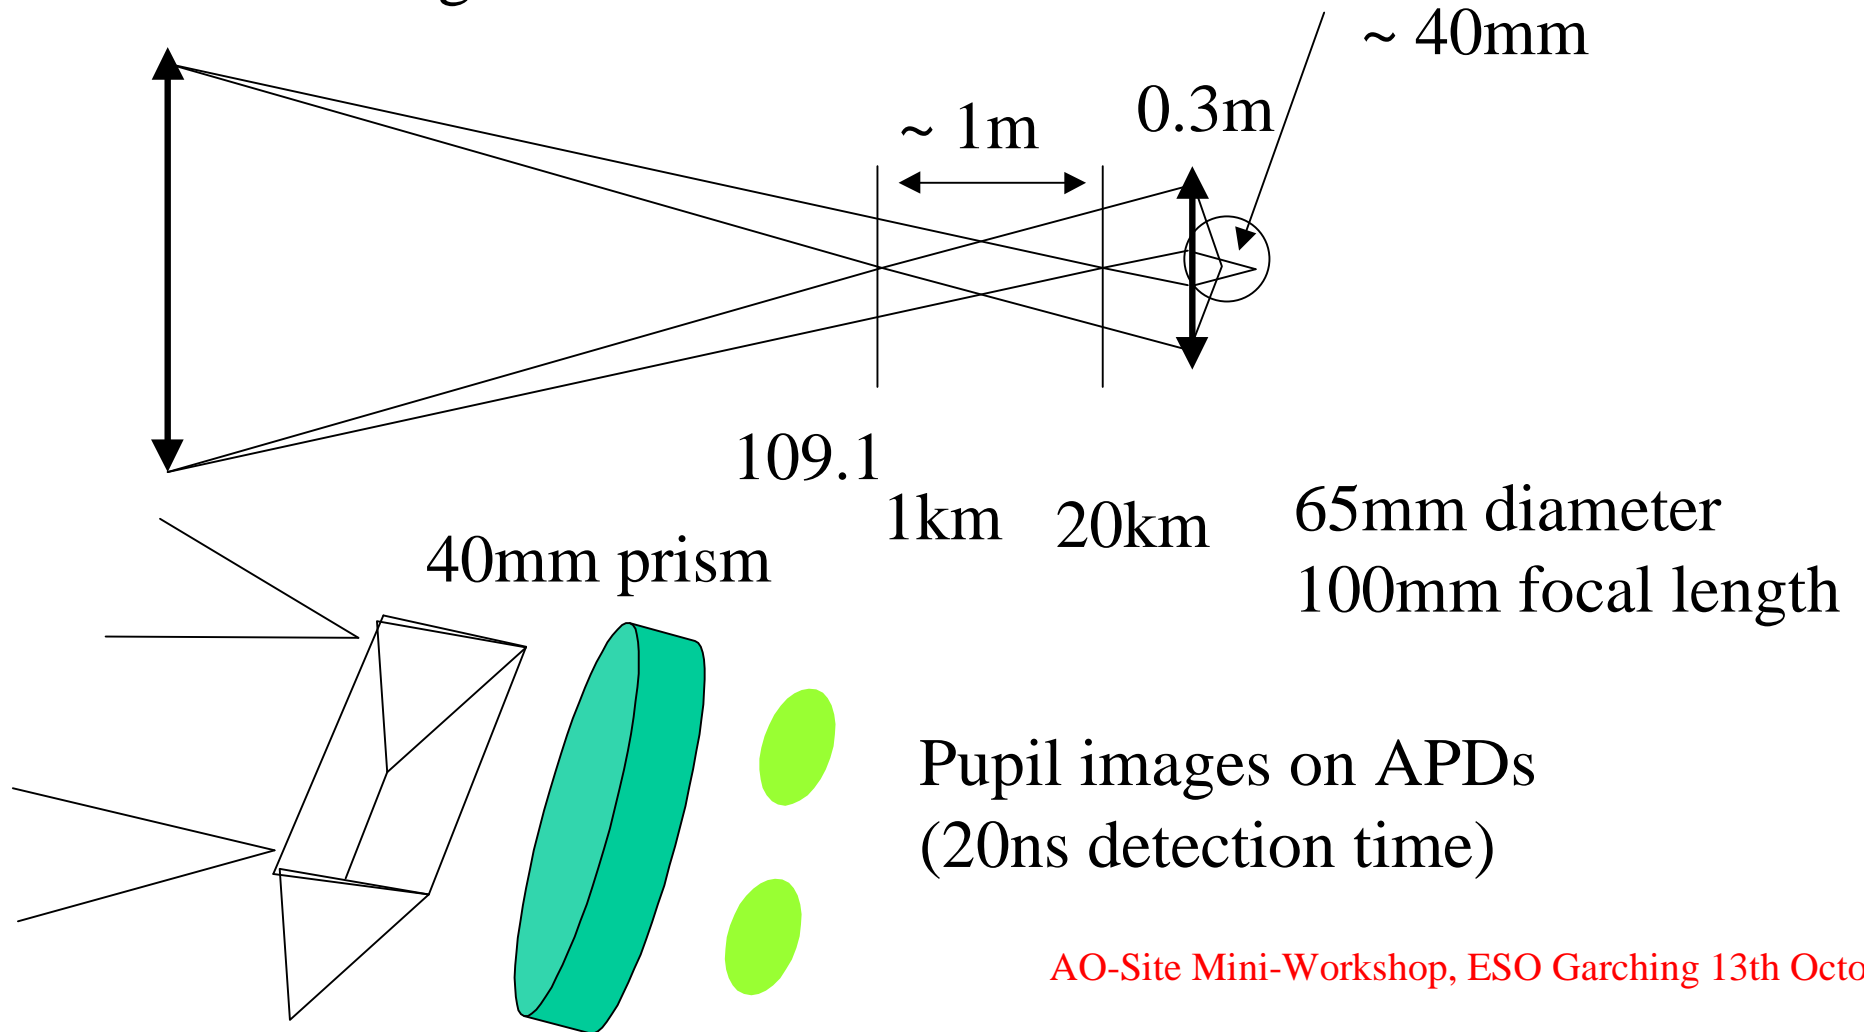 ~ 40mm
0.3m
~ 1m
109.1
1km
20km
65mm diameter
100mm focal length
40mm prism
Pupil images on APDs
(20ns detection time)
AO-Site Mini-Workshop, ESO Garching 13th